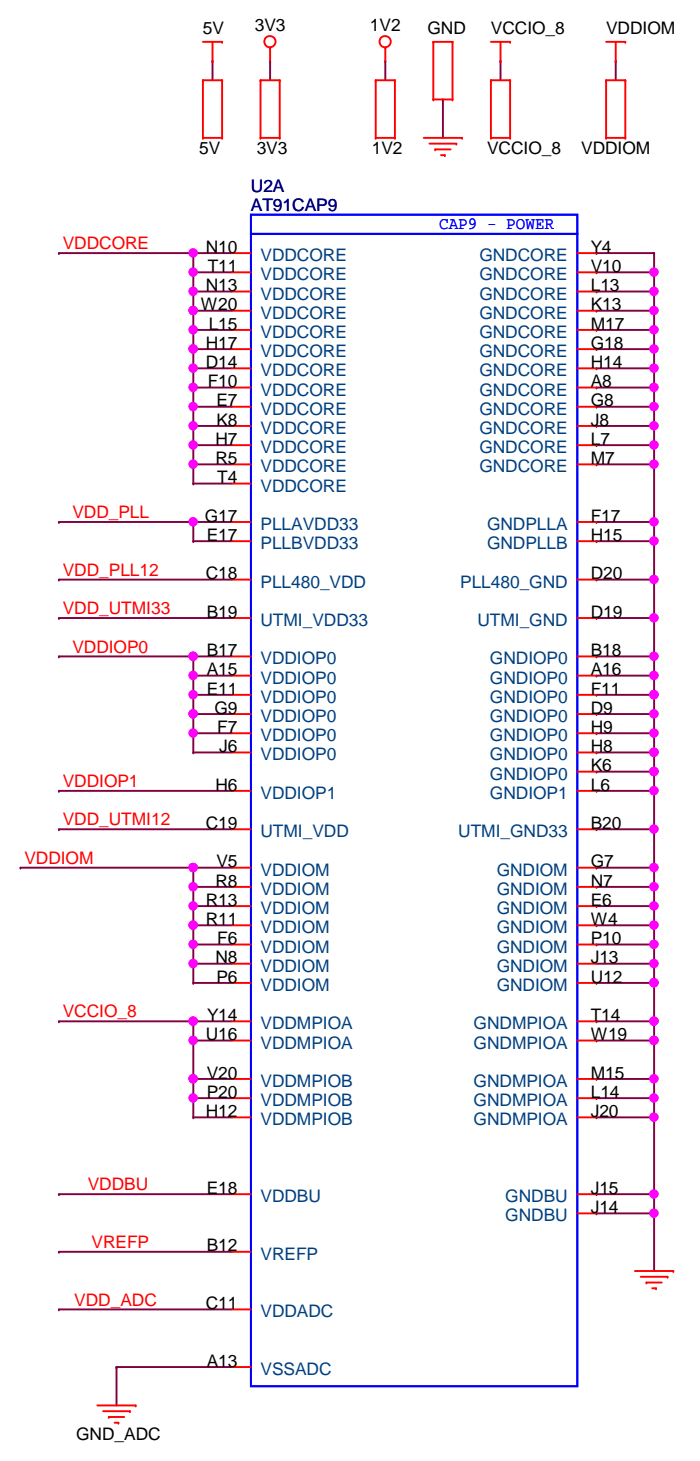 5V 3V3 1V2 GND VCCIO_8 VDDIOM
5V 3V3 1V2 VCCIO_8 VDDIOM
U2A
AT91CAP9
CAP9 - POWER
VDDCORE N10 VDDCORE GNDCORE Y4
T11 VDDCORE GNDCORE V10
N13 VDDCORE GNDCORE L13
W20 VDDCORE GNDCORE K13
L15 VDDCORE GNDCORE M17
H17 VDDCORE GNDCORE G18
D14 VDDCORE GNDCORE H14
F10 VDDCORE GNDCORE A8
E7 VDDCORE GNDCORE G8
K8 VDDCORE GNDCORE J8
H7 VDDCORE GNDCORE L7
R5 VDDCORE GNDCORE M7
T4 VDDCORE
VDD_PLL G17 PLLAVDD33 GNDPLLA F17
E17 PLLBVDD33 GNDPLLB H15
VDD_PLL12 C18 PLL480_VDD PLL480_GND D20
VDD_UTMI33 B19 UTMI_VDD33 UTMI_GND D19
VDDIOP0 B17 VDDIOP0 GNDIOP0 B18
A15 VDDIOP0 GNDIOP0 A16
E11 VDDIOP0 GNDIOP0 F11
G9 VDDIOP0 GNDIOP0 D9
F7 VDDIOP0 GNDIOP0 H9
J6 VDDIOP0 GNDIOP0 H8
GNDIOP0 K6
VDDIOP1 H6 VDDIOP1 GNDIOP1 L6
VDD_UTMI12 C19 UTMI_VDD UTMI_GND33 B20
VDDIOM V5 VDDIOM GNDIOM G7
R8 VDDIOM GNDIOM N7
R13 VDDIOM GNDIOM E6
R11 VDDIOM GNDIOM W4
F6 VDDIOM GNDIOM P10
N8 VDDIOM GNDIOM J13
P6 VDDIOM GNDIOM U12
VCCIO_8 Y14 VDDMPIOA GNDMPIOA T14
U16 VDDMPIOA GNDMPIOA W19
V20 VDDMPIOB GNDMPIOA M15
P20 VDDMPIOB GNDMPIOA L14
H12 VDDMPIOB GNDMPIOA J20
VDDBU E18 VDDBU GNDBU J15
GNDBU J14
VREFP B12 VREFP
VDD_ADC C11 VDDADC
A13 VSSADC
GND_ADC